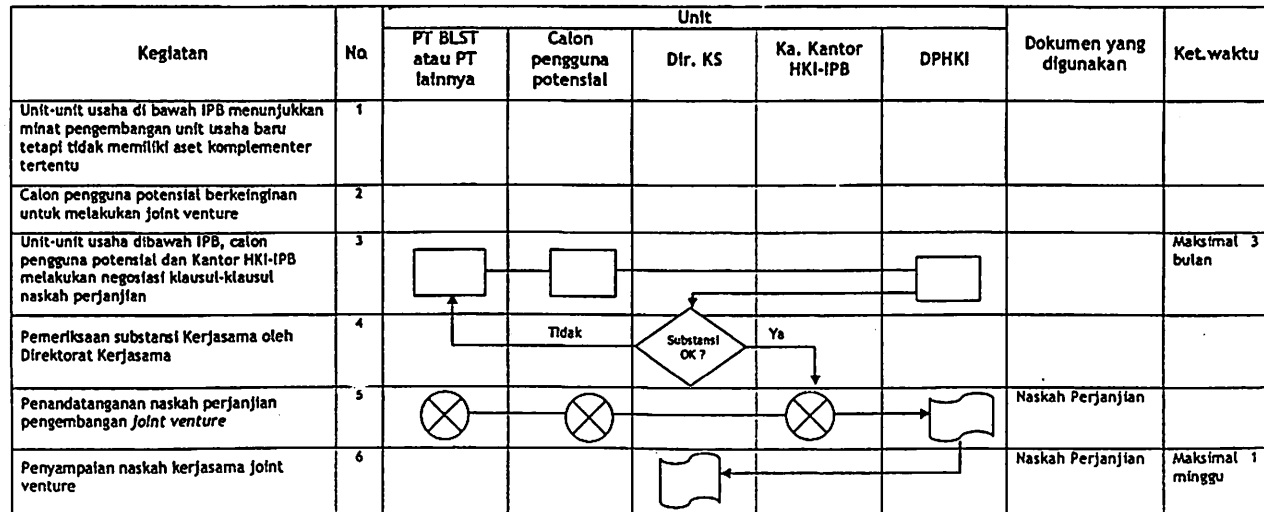 Kegiatan
No.
Unit
PT BLST
atau PT
lainnya
Calon
pengguna
potensial
Dir. KS
Ka. Kantor
HKI-IPB
DPHKI
Dokumen yang
digunakan
Ket.waktu
Unit-unit usaha di bawah IPB menunjukkan
minat pengembangan unit usaha baru
tetapi tidak memiliki aset komplementer
tertentu
1
Calon pengguna potensial berkeinginan
untuk melakukan joint venture
2
Unit-unit usaha dibawah IPB, calon
pengguna potensial dan Kantor HKI-IPB
melakukan negosiasi klausul-klausul
naskah perjanjian
3
Maksimal 3
bulan
Pemeriksaan substansi Kerjasama oleh
Direktorat Kerjasama
4
Tidak
Substansi
OK ?
Ya
Penandatanganan naskah perjanjian
pengembangan joint venture
5
Naskah Perjanjian
Penyampaian naskah kerjasama joint
venture
6
Naskah Perjanjian
Maksimal 1
minggu